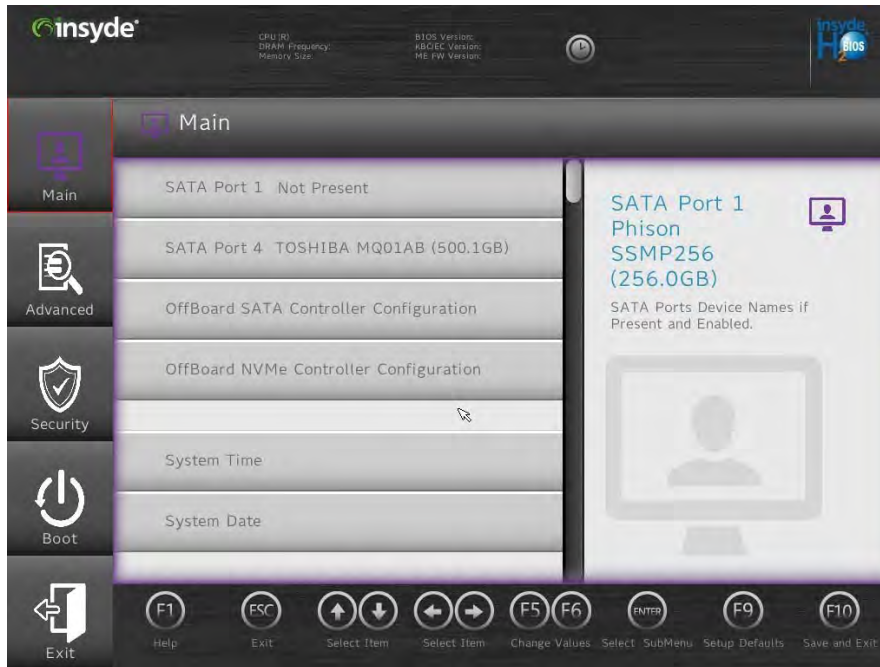 insyde
CPU (R)
DRAM Frequency:
Memory Size:
BIOS Version:
KBC/EC Version:
ME FW Version:
insyde
H2O
BIOS
Main
Main
SATA Port 1 Not Present
SATA Port 4 TOSHIBA MQ01AB (500.1GB)
OffBoard SATA Controller Configuration
OffBoard NVMe Controller Configuration
System Time
System Date
SATA Port 1
Phison
SSMP256
(256.0GB)
SATA Ports Device Names if
Present and Enabled.
Advanced
Security
Boot
Exit
F1
Help
ESC
Exit
Select Item
Select Item
F5 F6
Change Values
ENTER
Select SubMenu
F9
Setup Defaults
F10
Save and Exit